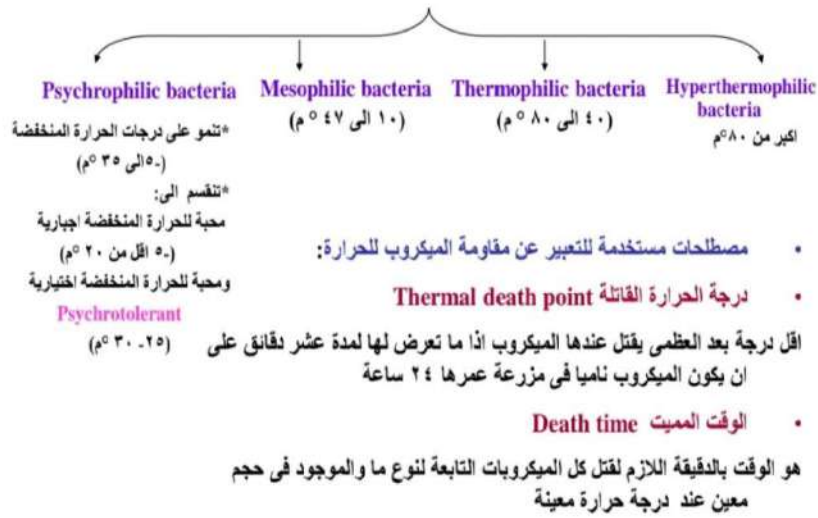 Psychrophilic bacteria
*تنمو على درجات الحرارة المنخفضة
(-٥الى ٣٥ °م)
*تنقسم الى:
محبة للحرارة المنخفضة اجبارية
(-٥ اقل من ٢٠ °م)
ومحبة للحرارة المنخفضة اختيارية
Psychrotolerant
(٢٥- ٣٠ °م)
Mesophilic bacteria
(١٠ الى ٤٧ °م)
Thermophilic bacteria
(٤٠ الى ٨٠ °م)
Hyperthermophilic
bacteria
اكبر من ٨٠°م
• مصطلحات مستخدمة للتعبير عن مقاومة الميكروب للحرارة:
• درجة الحرارة القاتلة Thermal death point
اقل درجة بعد العظمى يقتل عندها الميكروب اذا ما تعرض لها لمدة عشر دقائق على
ان يكون الميكروب ناميا فى مزرعة عمرها ٢٤ ساعة
• الوقت المميت Death time
هو الوقت بالدقيقة اللازم لقتل كل الميكروبات التابعة لنوع ما والموجود فى حجم
معين عند درجة حرارة معينة